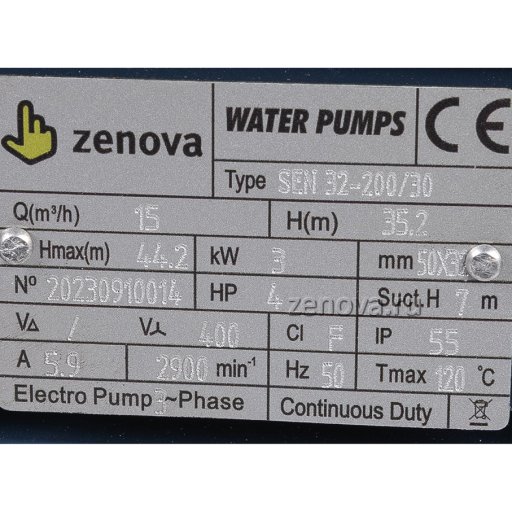 zenova
WATER PUMPS
CE
Type SEN 32-200/30
Q(m³/h) 15 H(m) 35.2
Hmax(m) 44.2 kW 3 mm 50X32
Nº 20230910014 HP 4 Suct.H 7 m
zenova.ru
V∆ / V⅄ 400 Cl F IP 55
A 5.9 2900 min⁻¹ Hz 50 Tmax 120 °C
Electro Pump 3~Phase Continuous Duty